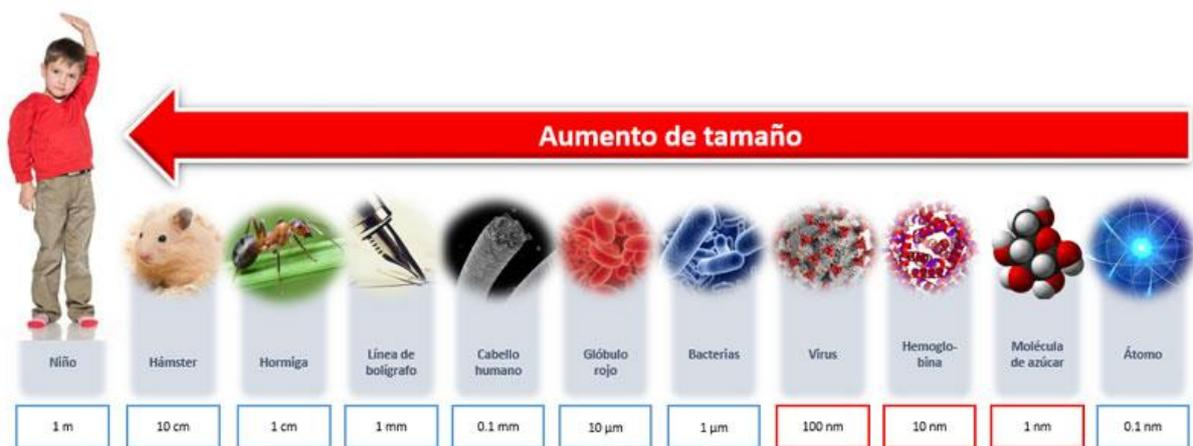 Aumento de tamaño
Niño
Hámster
Hormiga
Línea de
bolígrafo
Cabello
humano
Glóbulo
rojo
Bacterias
Virus
Hemoglo-
bina
Molécula
de azúcar
Átomo
1 m
10 cm
1 cm
1 mm
0.1 mm
10 µm
1 µm
100 nm
10 nm
1 nm
0.1 nm